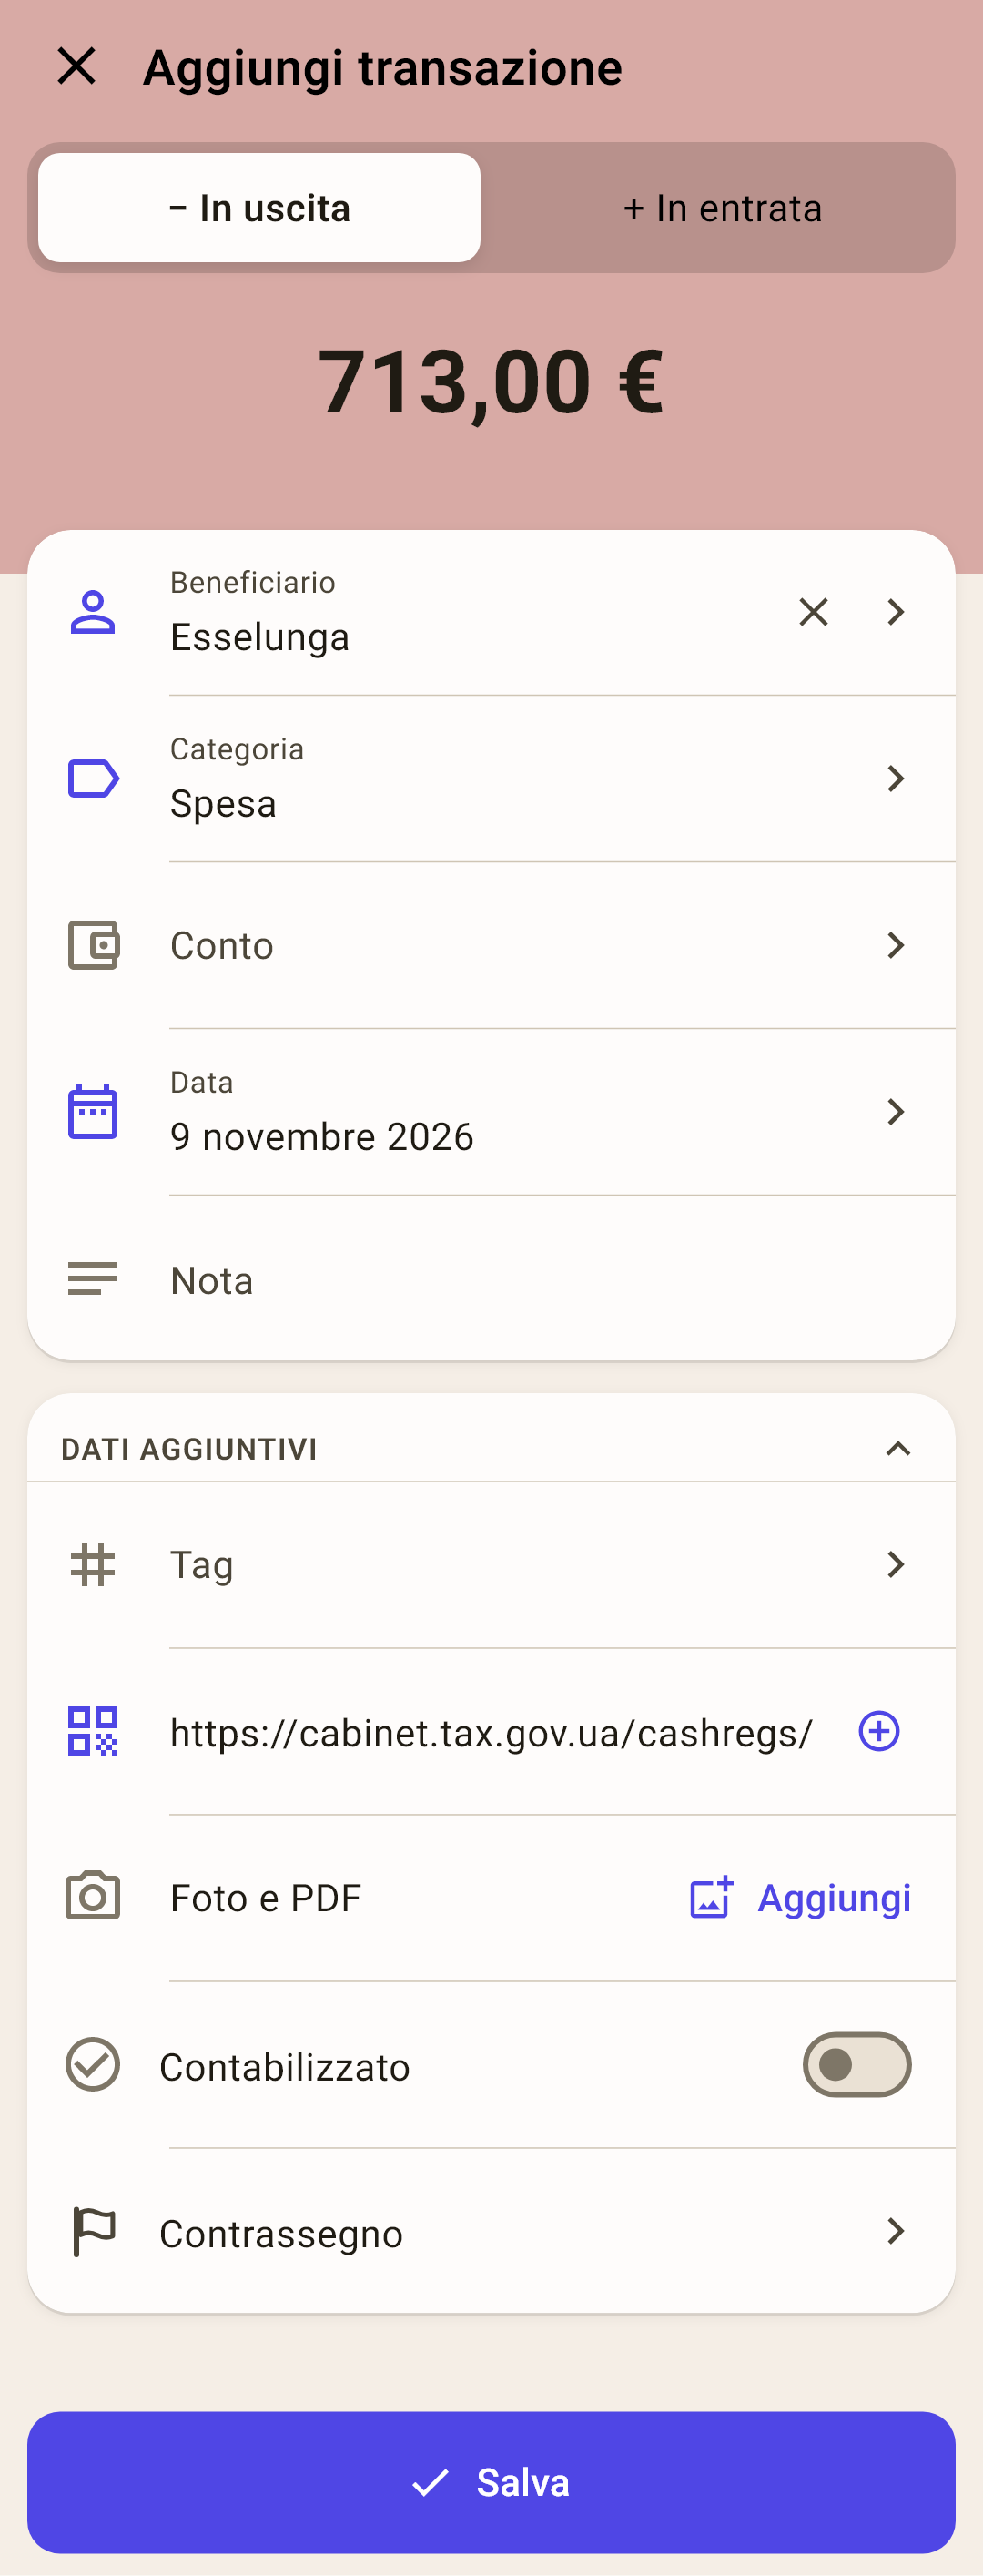 Aggiungi transazione
− In uscita
+ In entrata
713,00 €
Beneficiario
Esselunga
Categoria
Spesa
Conto
Data
9 novembre 2026
Nota
DATI AGGIUNTIVI
Tag
https://cabinet.tax.gov.ua/cashregs/
Foto e PDF
Aggiungi
Contabilizzato
Contrassegno
Salva